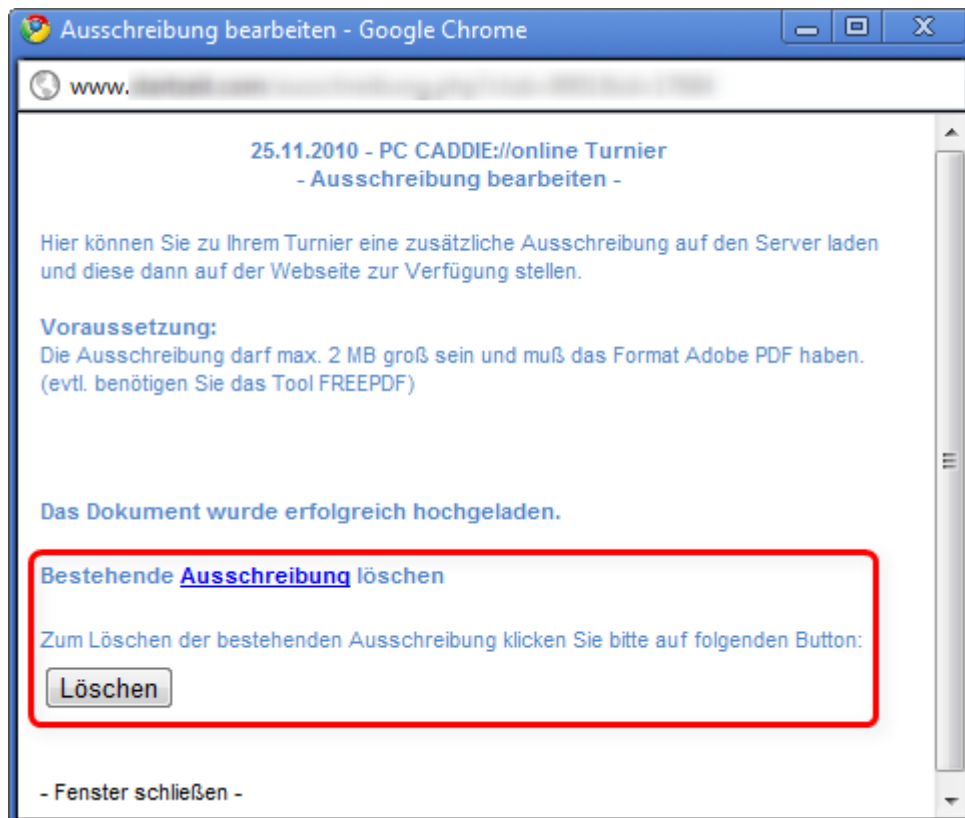 Ausschreibung bearbeiten - Google Chrome
www.
25.11.2010 - PC CADDIE://online Turnier
- Ausschreibung bearbeiten -
Hier können Sie zu Ihrem Turnier eine zusätzliche Ausschreibung auf den Server laden
und diese dann auf der Webseite zur Verfügung stellen.
Voraussetzung:
Die Ausschreibung darf max. 2 MB groß sein und muß das Format Adobe PDF haben.
(evtl. benötigen Sie das Tool FREEPDF)
Das Dokument wurde erfolgreich hochgeladen.
Bestehende Ausschreibung löschen
Zum Löschen der bestehenden Ausschreibung klicken Sie bitte auf folgenden Button:
Löschen
- Fenster schließen -